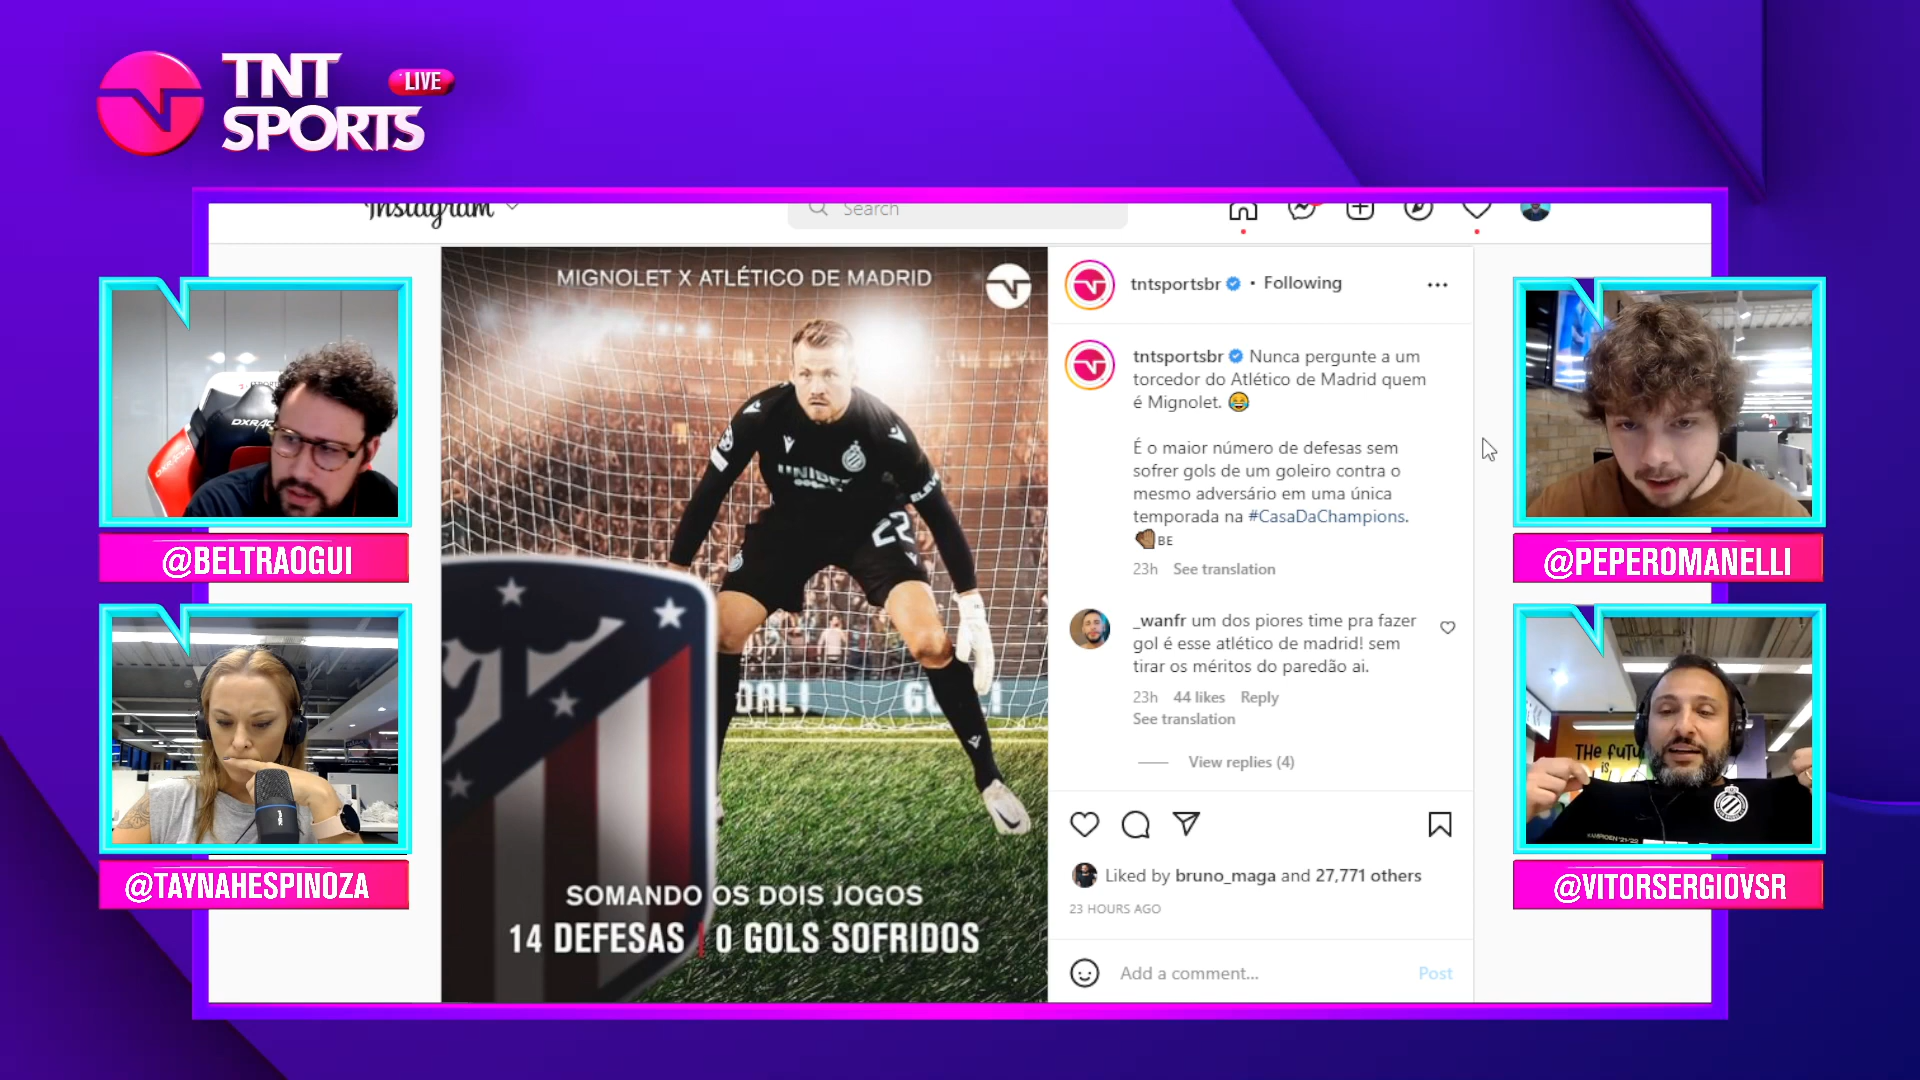 TNT
SPORTS
LIVE
Instagram
Search
MIGNOLET X ATLÉTICO DE MADRID
22
SOMANDO OS DOIS JOGOS
14 DEFESAS | 0 GOLS SOFRIDOS
tntsportsbr • Following
tntsportsbr Nunca pergunte a um
torcedor do Atlético de Madrid quem
é Mignolet. 😂
É o maior número de defesas sem
sofrer gols de um goleiro contra o
mesmo adversário em uma única
temporada na #CasaDaChampions.
BE
23h See translation
_wanfr um dos piores time pra fazer
gol é esse atlético de madrid! sem
tirar os méritos do paredão ai.
23h 44 likes Reply
See translation
View replies (4)
Liked by bruno_maga and 27,771 others
23 HOURS AGO
Add a comment...
Post
@BELTRAOGUI
@TAYNAHESPINOZA
@PEPEROMANELLI
THE FUTU
IS
@VITORSERGIOVSR